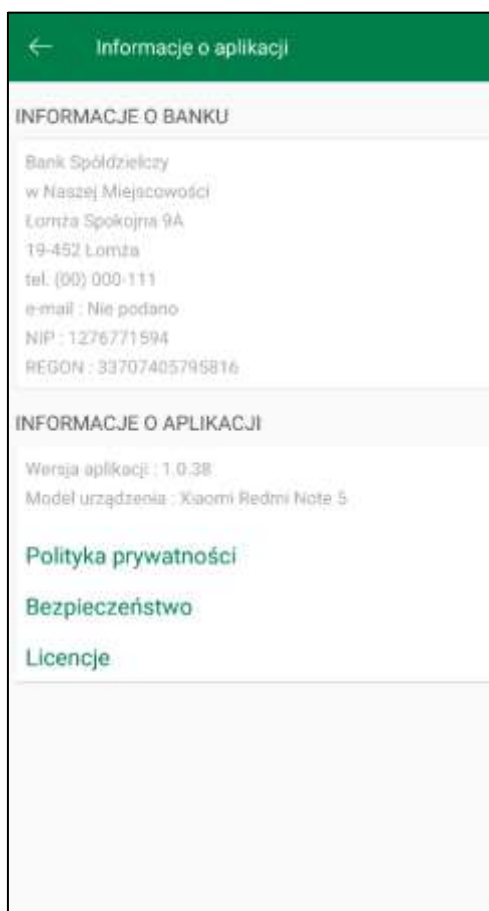 Informacje o aplikacji
INFORMACJE O BANKU
Bank Spółdzielczy
w Naszej Miejscowości
Łomża Spokojna 9A
19-452 Łomża
tel. (00) 000-111
e-mail : Nie podano
NIP : 1276771594
REGON : 33707405795816
INFORMACJE O APLIKACJI
Wersja aplikacji : 1.0.38
Model urządzenia : Xiaomi Redmi Note 5
Polityka prywatności
Bezpieczeństwo
Licencje